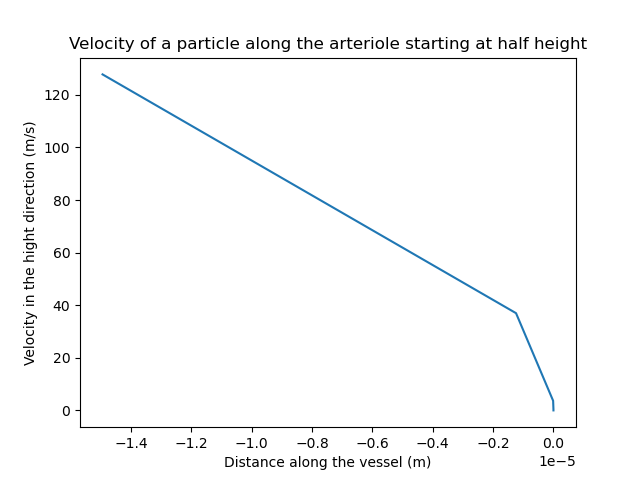 Velocity of a particle along the arteriole starting at half height
Velocity in the hight direction (m/s)
120
100
80
60
40
20
0
−1.4 −1.2 −1.0 −0.8 −0.6 −0.4 −0.2 0.0
1e−5
Distance along the vessel (m)